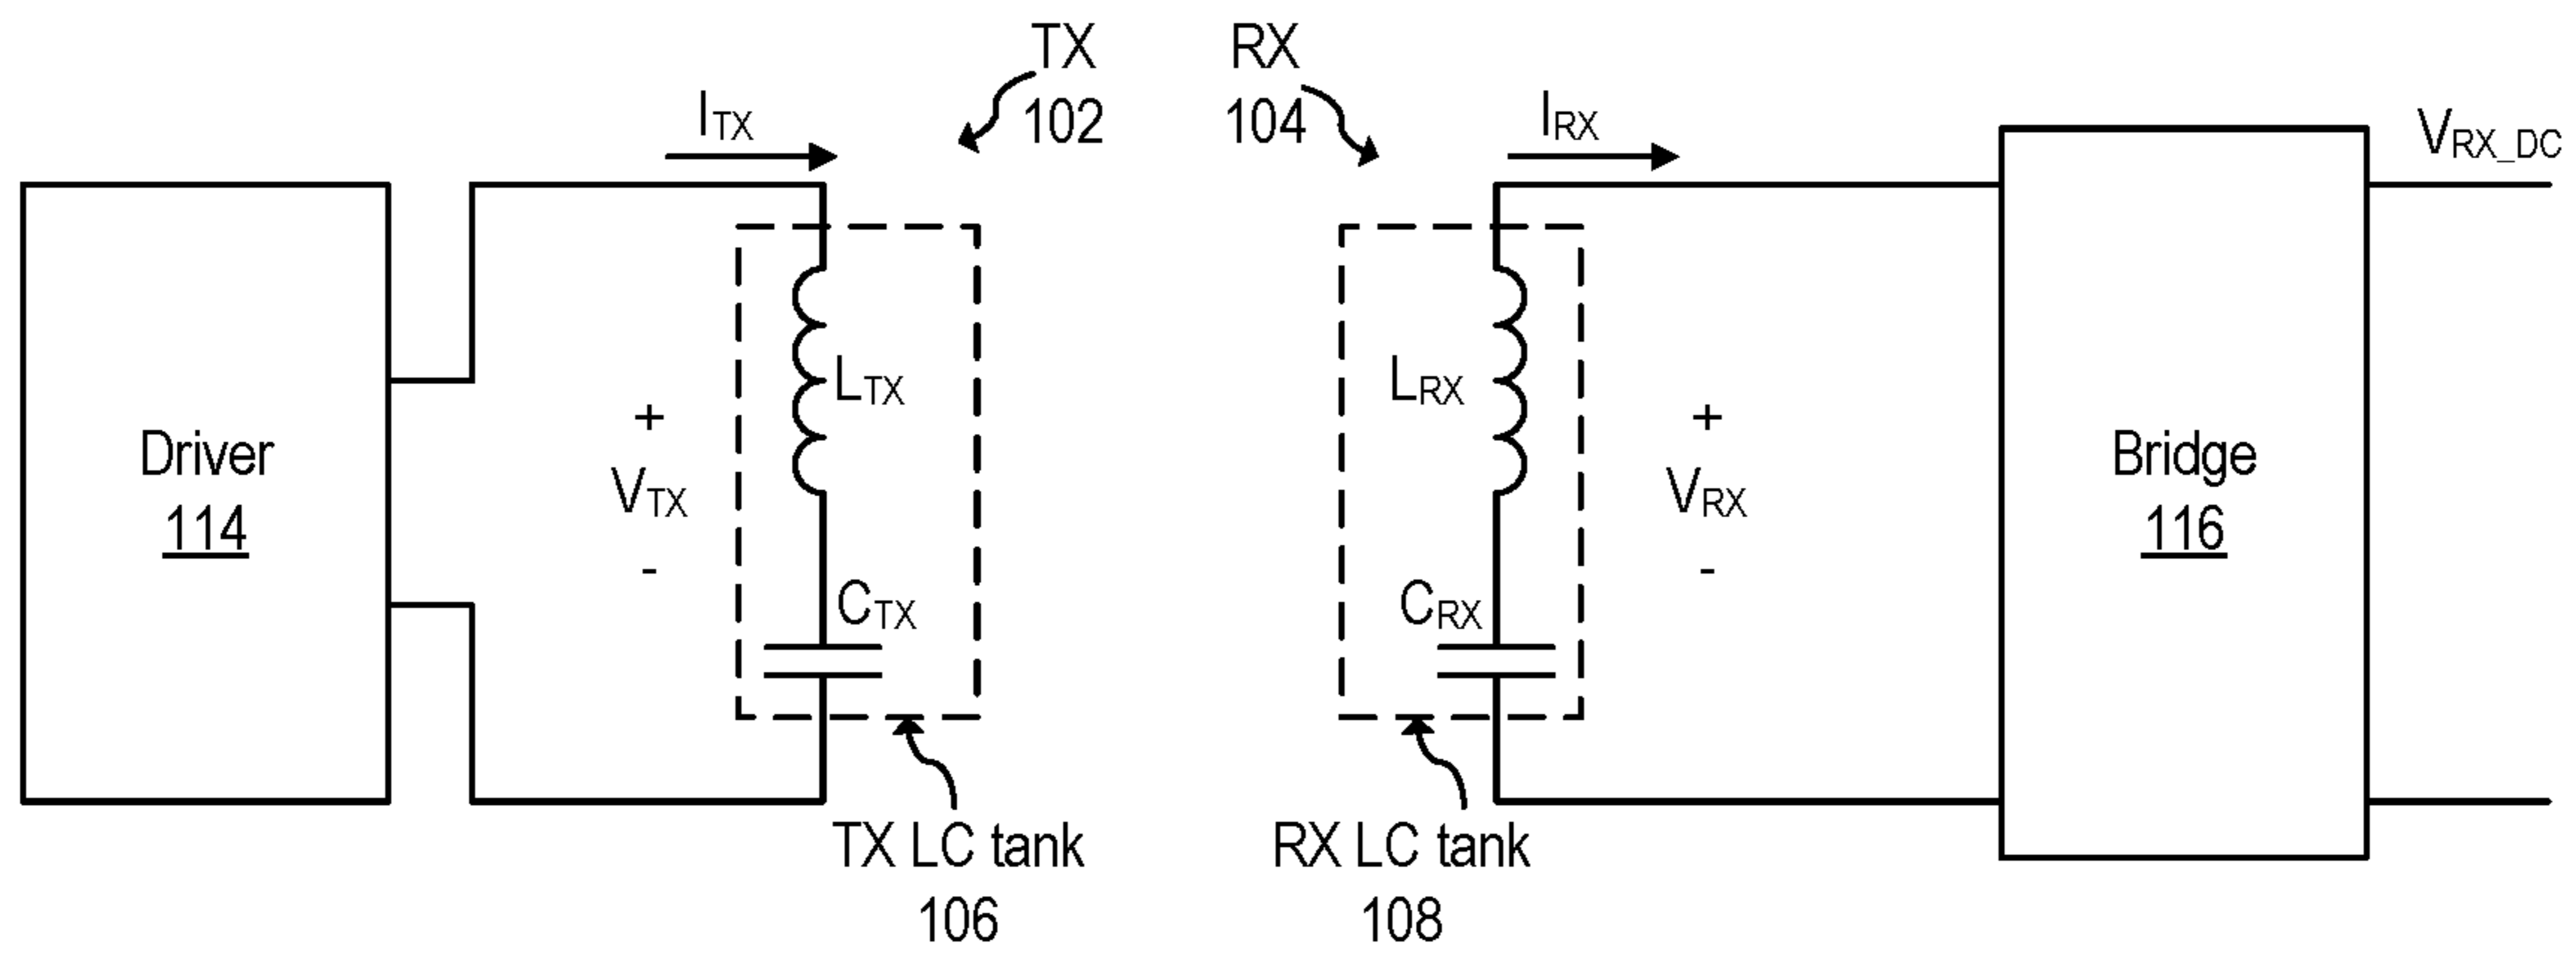 TX
102
RX
104
ITX
IRX
VRX_DC
Driver
114
+
VTX
-
LTX
CTX
LRX
CRX
+
VRX
-
Bridge
116
TX LC tank
106
RX LC tank
108